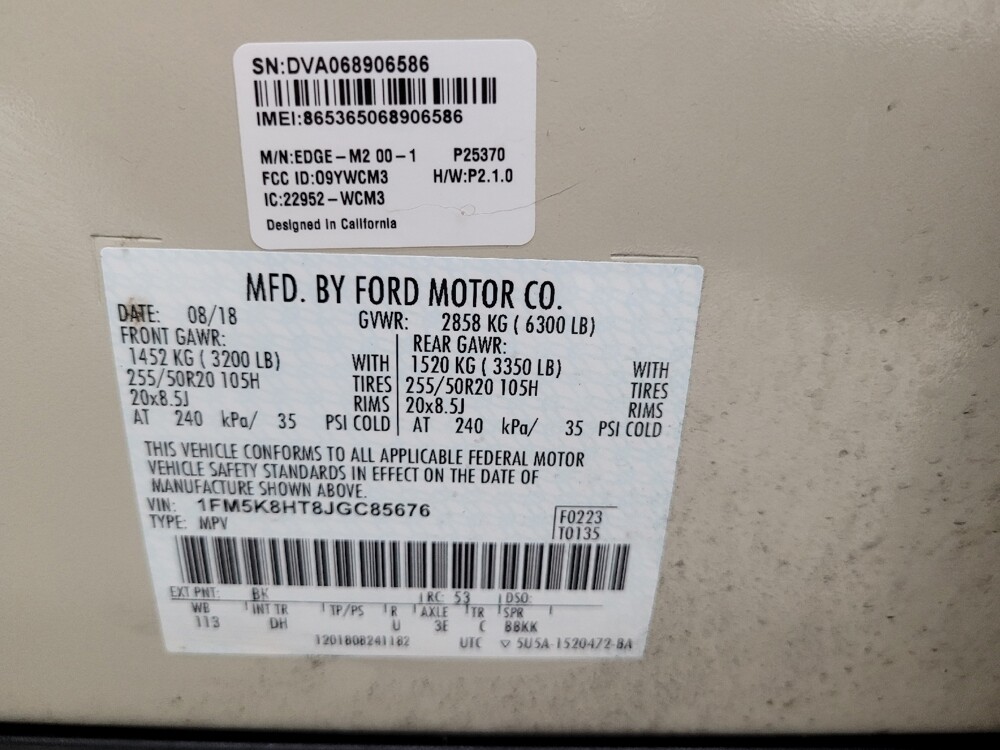 SN:DVA068906586
IMEI:865365068906586
M/N:EDGE-M2 00-1 P25370
FCC ID:O9YWCM3 H/W:P2.1.0
IC:22952-WCM3
Designed in California
MFD. BY FORD MOTOR CO.
DATE: 08/18 GVWR: 2858 KG ( 6300 LB)
FRONT GAWR: REAR GAWR:
1452 KG ( 3200 LB) WITH 1520 KG ( 3350 LB) WITH
255/50R20 105H TIRES 255/50R20 105H TIRES
20x8.5J RIMS 20x8.5J RIMS
AT 240 kPa/ 35 PSI COLD AT 240 kPa/ 35 PSI COLD
THIS VEHICLE CONFORMS TO ALL APPLICABLE FEDERAL MOTOR
VEHICLE SAFETY STANDARDS IN EFFECT ON THE DATE OF
MANUFACTURE SHOWN ABOVE.
VIN: 1FM5K8HT8JGC85676
TYPE: MPV F0223
T0135
EXT PNT: BK RC: 53 DSO:
WB INT TR TP/PS R AXLE TR SPR
113 DH U 3E C BBKK
1201808241182 UTC ▽ 5U5A-1520472-BA